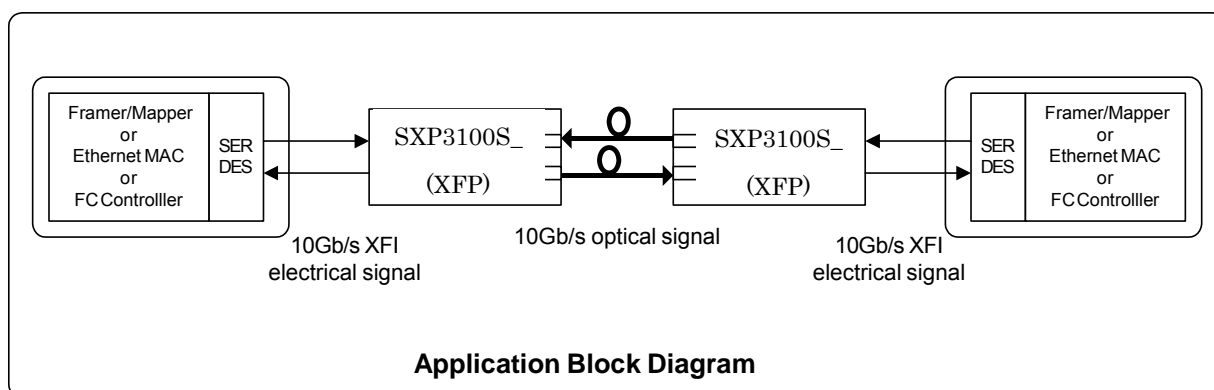 Framer/Mapper
or
Ethernet MAC
or
FC Controlller
SER
DES
SXP3100S_
(XFP)
SXP3100S_
(XFP)
SER
DES
Framer/Mapper
or
Ethernet MAC
or
FC Controlller
10Gb/s XFI
electrical signal
10Gb/s optical signal
10Gb/s XFI
electrical signal
Application Block Diagram